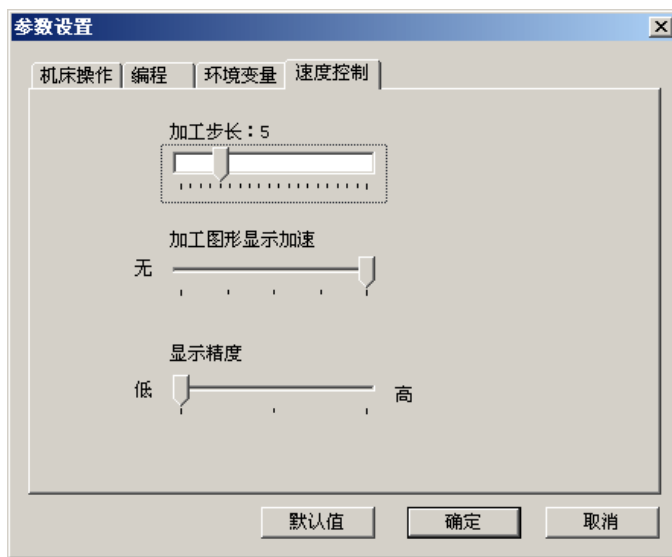 参数设置
机床操作 编程 环境变量 速度控制
加工步长：5
加工图形显示加速
无
显示精度
低 高
默认值 确定 取消